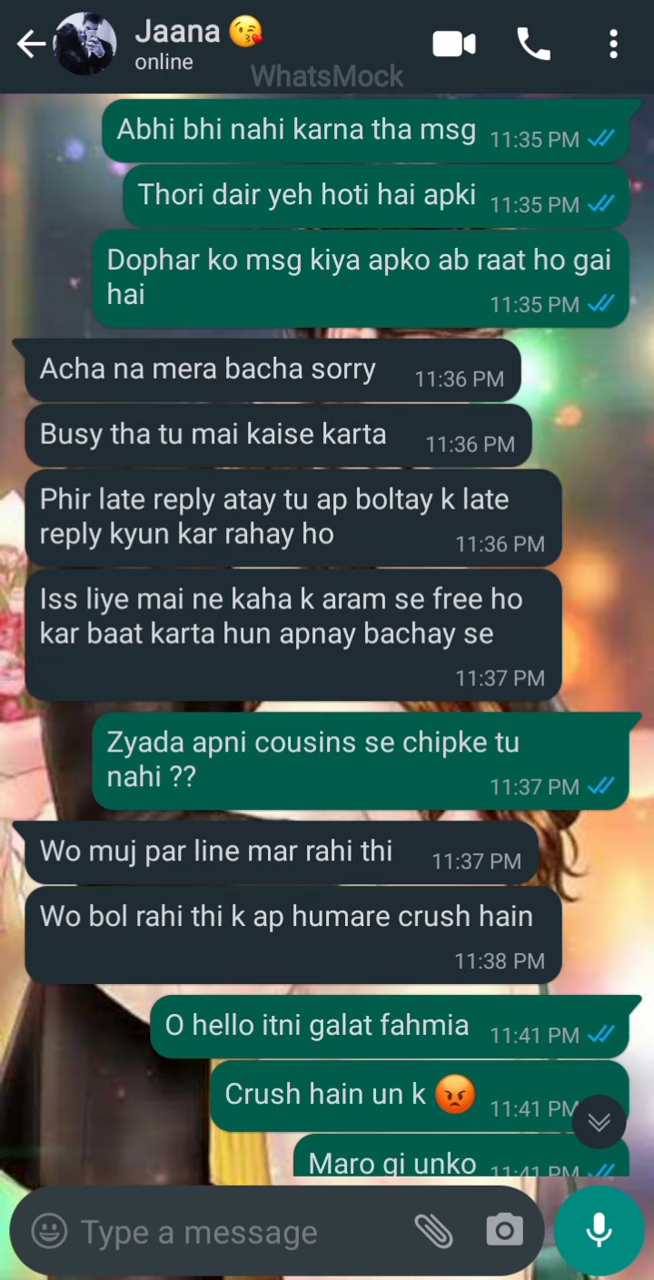 Jaana 😘
online
WhatsMock
Abhi bhi nahi karna tha msg 11:35 PM
Thori dair yeh hoti hai apki 11:35 PM
Dophar ko msg kiya apko ab raat ho gai
hai 11:35 PM
Acha na mera bacha sorry 11:36 PM
Busy tha tu mai kaise karta 11:36 PM
Phir late reply atay tu ap boltay k late
reply kyun kar rahay ho 11:36 PM
Iss liye mai ne kaha k aram se free ho
kar baat karta hun apnay bachay se
11:37 PM
Zyada apni cousins se chipke tu
nahi ?? 11:37 PM
Wo muj par line mar rahi thi 11:37 PM
Wo bol rahi thi k ap humare crush hain
11:38 PM
O hello itni galat fahmia 11:41 PM
Crush hain un k 😡 11:41 PM
Maro gi unko 11:41 PM
Type a message